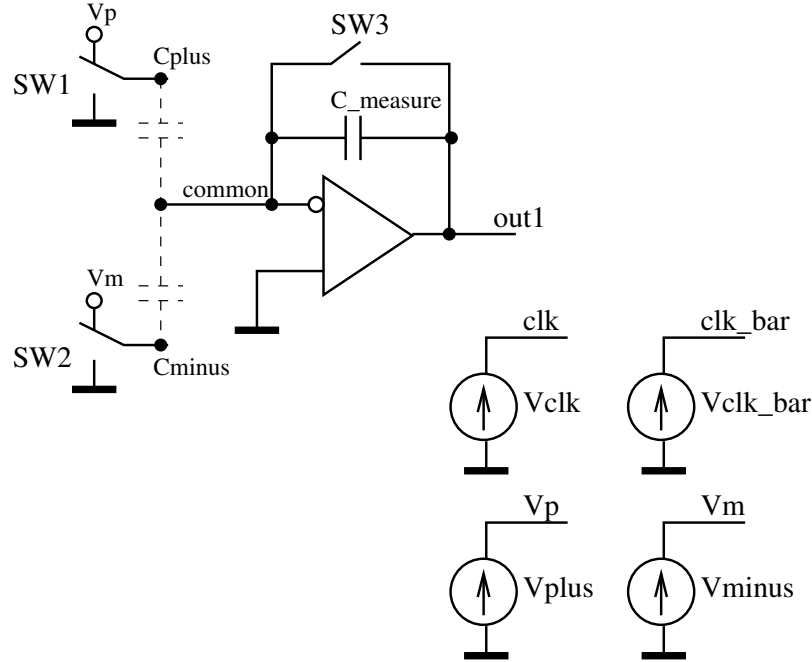 Vp
SW3
Cplus
SW1
C_measure
common
out1
Vm
SW2
Cminus
clk
clk_bar
Vclk
Vclk_bar
Vp
Vm
Vplus
Vminus